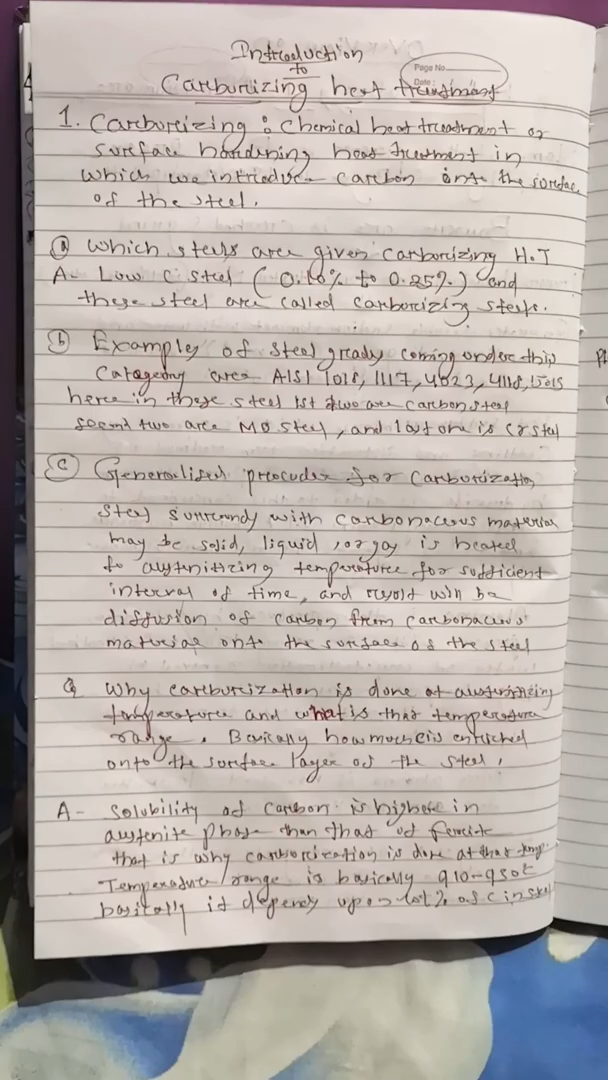 Introduction
to
Page No.
Date :
Carburizing heat treatment
1. Carburizing : Chemical heat treatment or
surface hardening heat treatment in
which we introduce carbon onto the surface
of the steel.
Q which steels are given carburizing H.T
A- Low C steel ( 0.10% to 0.25%) and
these steel are called carburizing steels.
b Examples of steel grads coming under this
Catageory are AISI 1018, 1117, 4023, 4118, 5015
here in these steel 1st two are carbon steel
second two are Mo steel, and last one is Cr steel
C Generalised procuder for carburization
Steel surround with carbonaceous material
may be solid, liquid, or gas is heated
to austenitizing temperature for sufficient
interval of time, and result will be
diffusion of carbon from carbonaceous
material onto the surface of the steel
Q Why carburization is done at austenitizing
temperature and what is that temperature
range. Basically how much c is enriched
onto the surface layer of the steel.
A- Solubility of Carbon is higher in
austenite phase than that of ferrite
that is why carburization is done at that temp.
Temperature range is basically 910-950°C
basically it depends upon wt% of c in steel